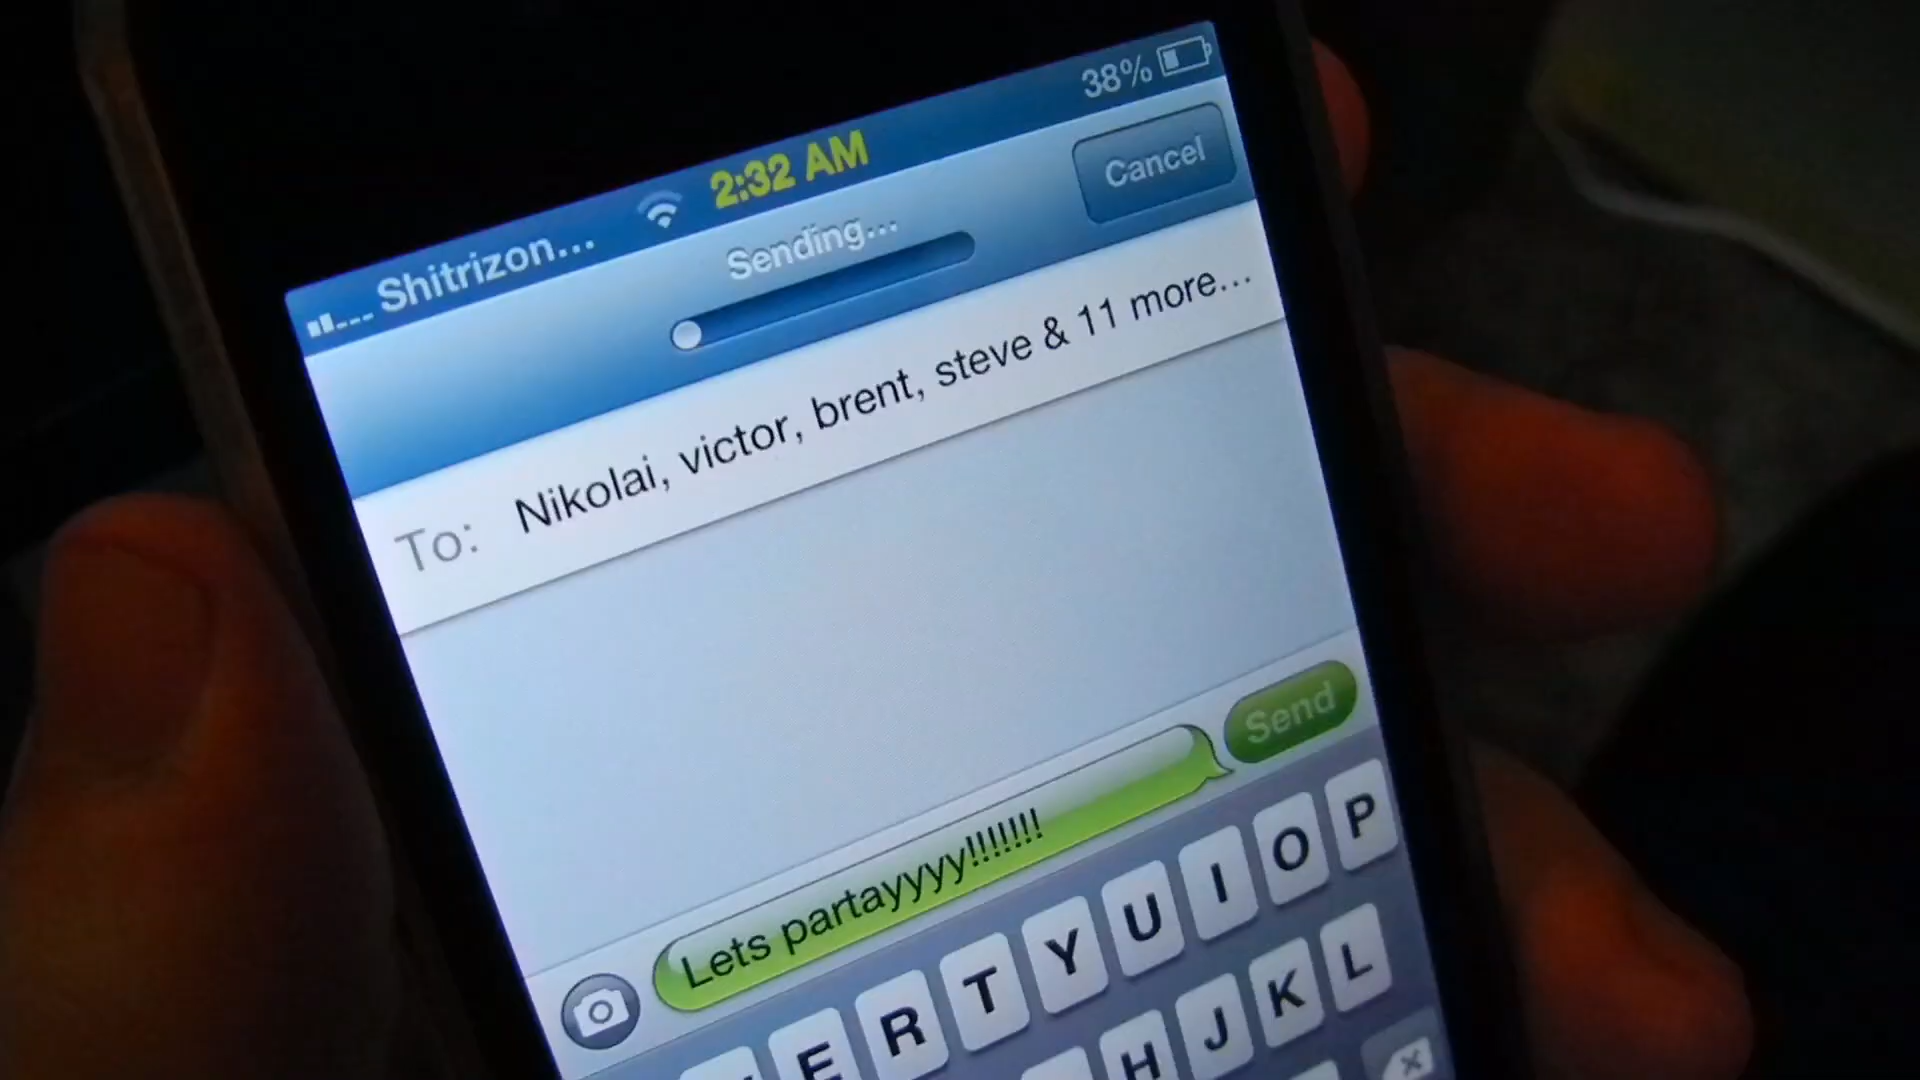 Shitrizon... 2:32 AM 38%
Sending...
Cancel
To: Nikolai, victor, brent, steve & 11 more...
Lets partayyyy!!!!!!!
Send
E R T Y U I O P
H J K L